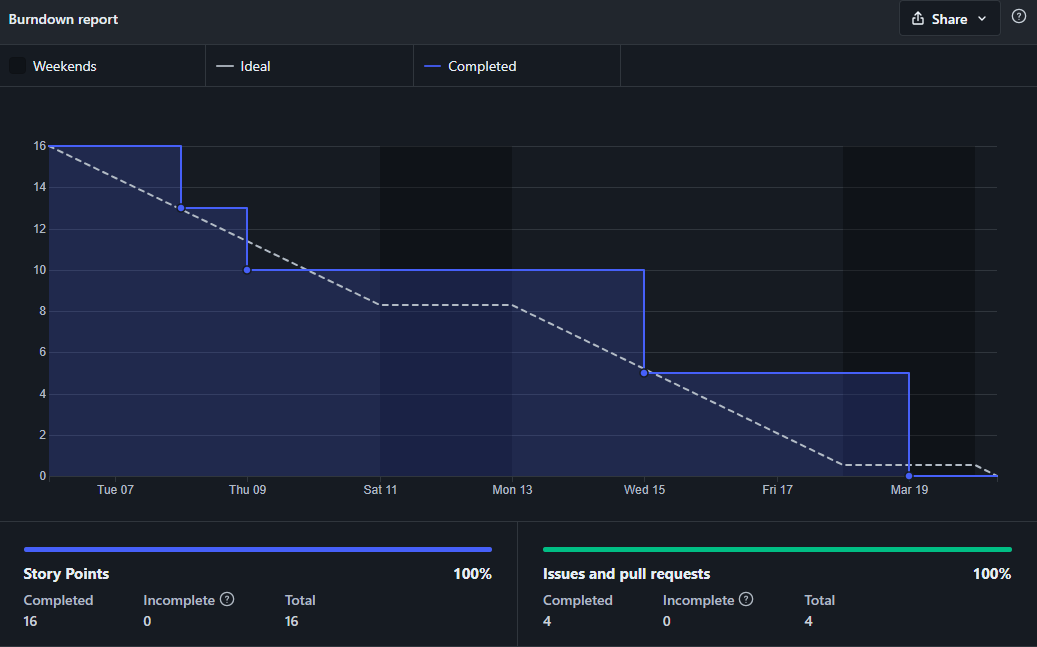 Burndown report
Share
Weekends
Ideal
Completed
16
14
12
10
8
6
4
2
0
Tue 07 Thu 09 Sat 11 Mon 13 Wed 15 Fri 17 Mar 19
Story Points 100%
Completed Incomplete ? Total
16 0 16
Issues and pull requests 100%
Completed Incomplete ? Total
4 0 4